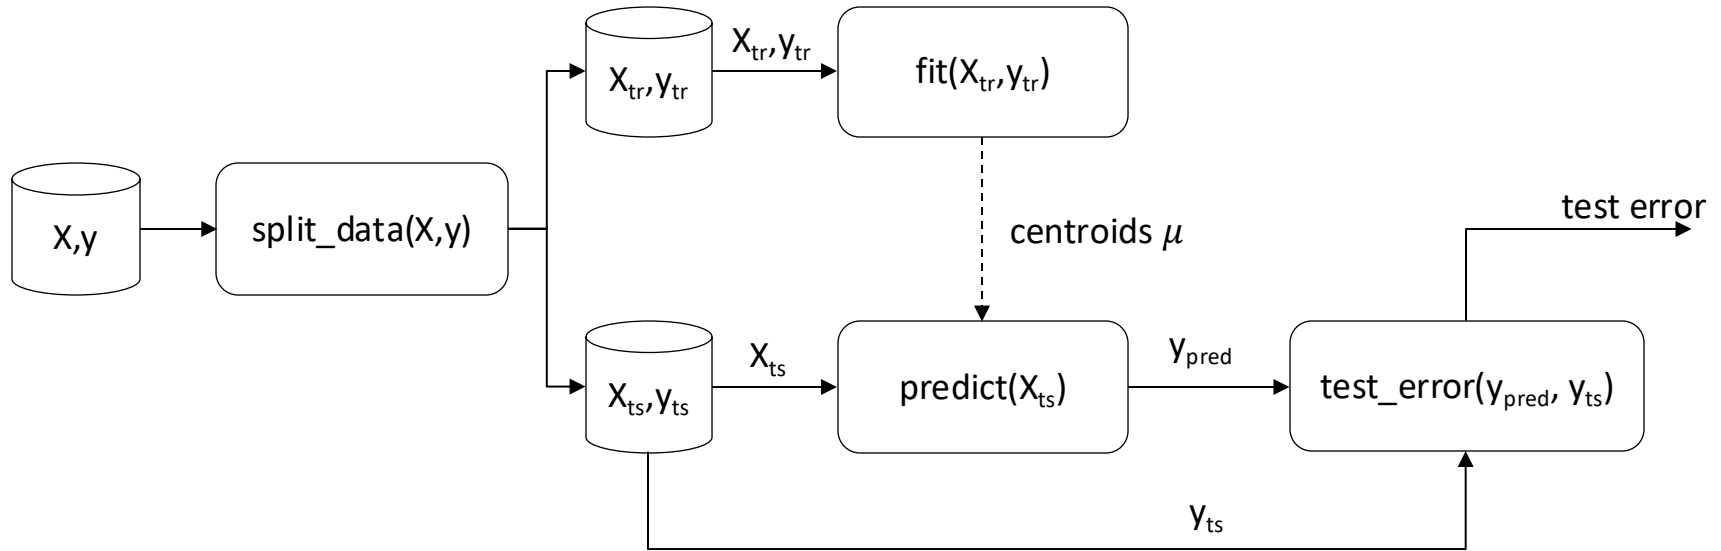 X,y
split_data(X,y)
Xtr,ytr
Xtr,ytr
fit(Xtr,ytr)
centroids μ
Xts,yts
Xts
predict(Xts)
ypred
test_error(ypred, yts)
yts
test error